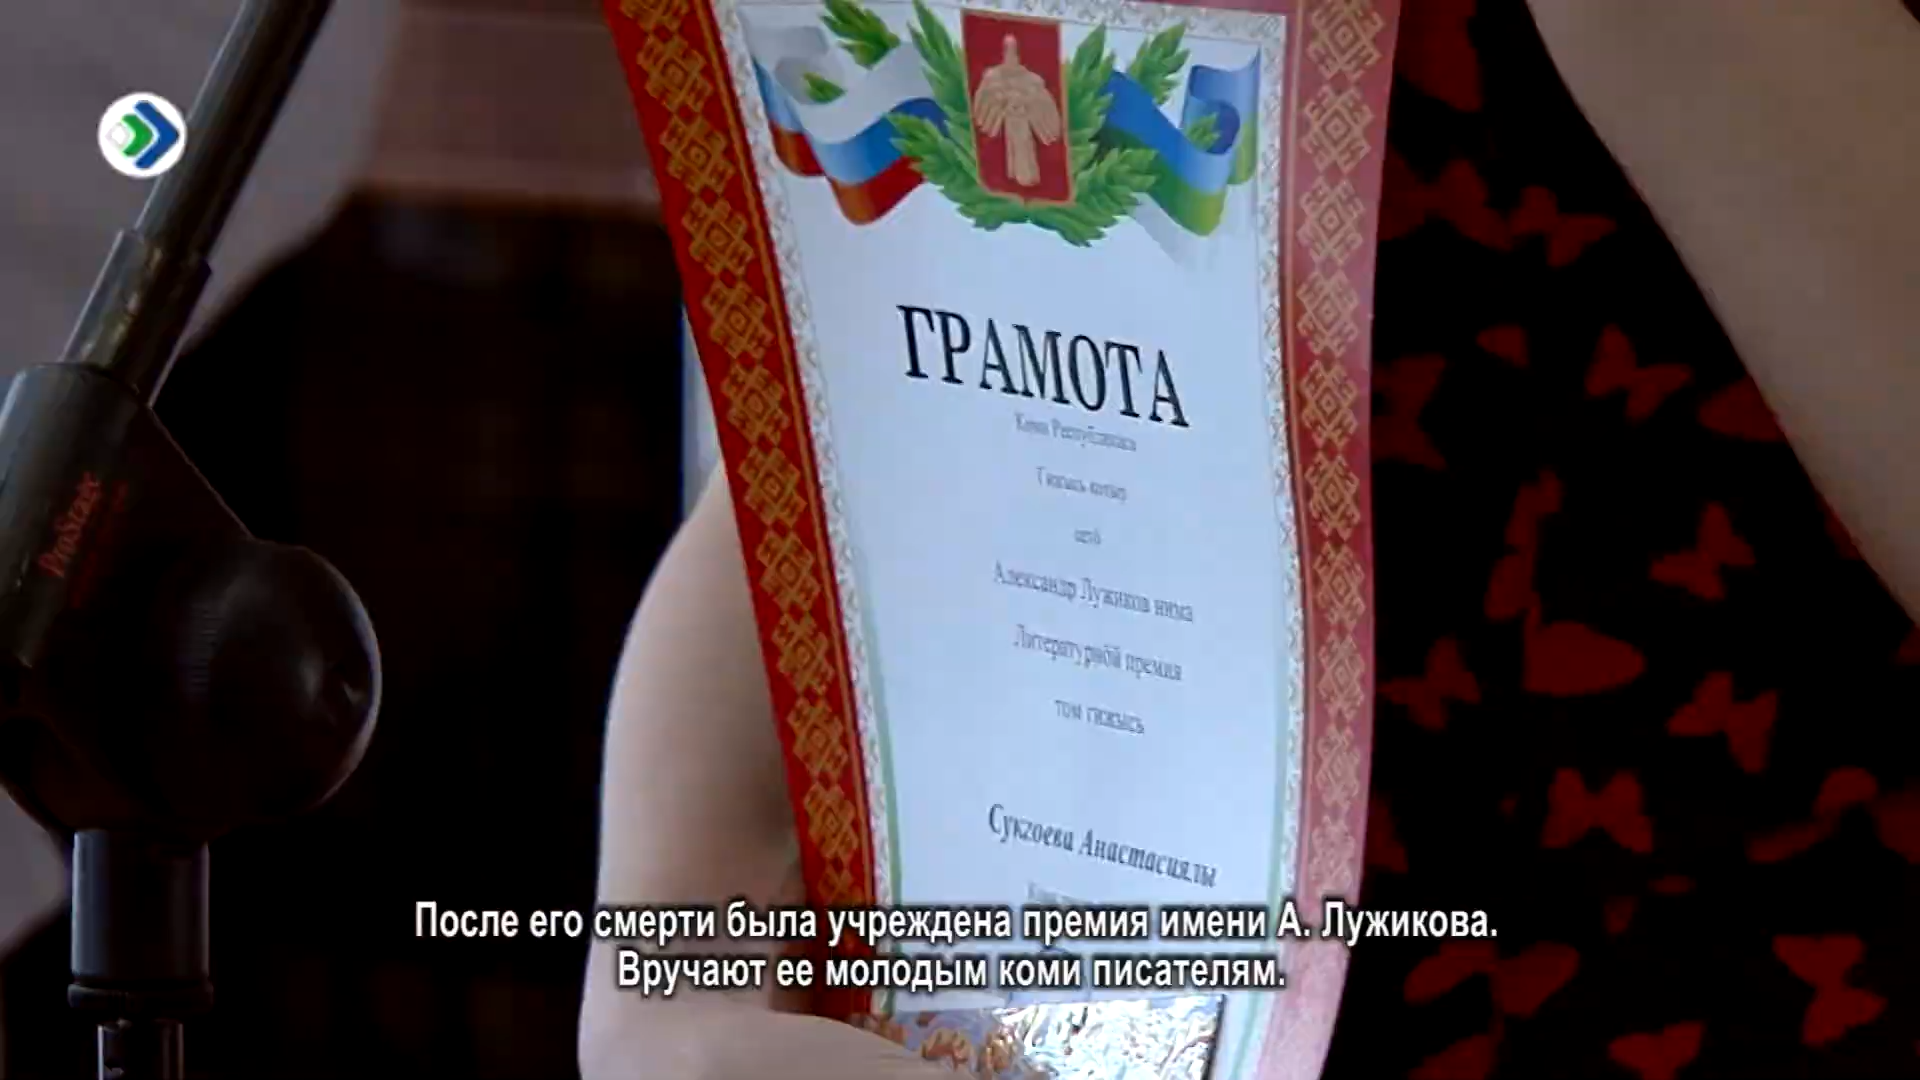 ProStage
ГРАМОТА
Коми Республикаса
Гижысь котыр
сетӧ
Александр Лужиков нима
Литературнӧй премия
том гижысь
Сукгоева Анастасиялы
После его смерти была учреждена премия имени А. Лужикова.
Вручают ее молодым коми писателям.